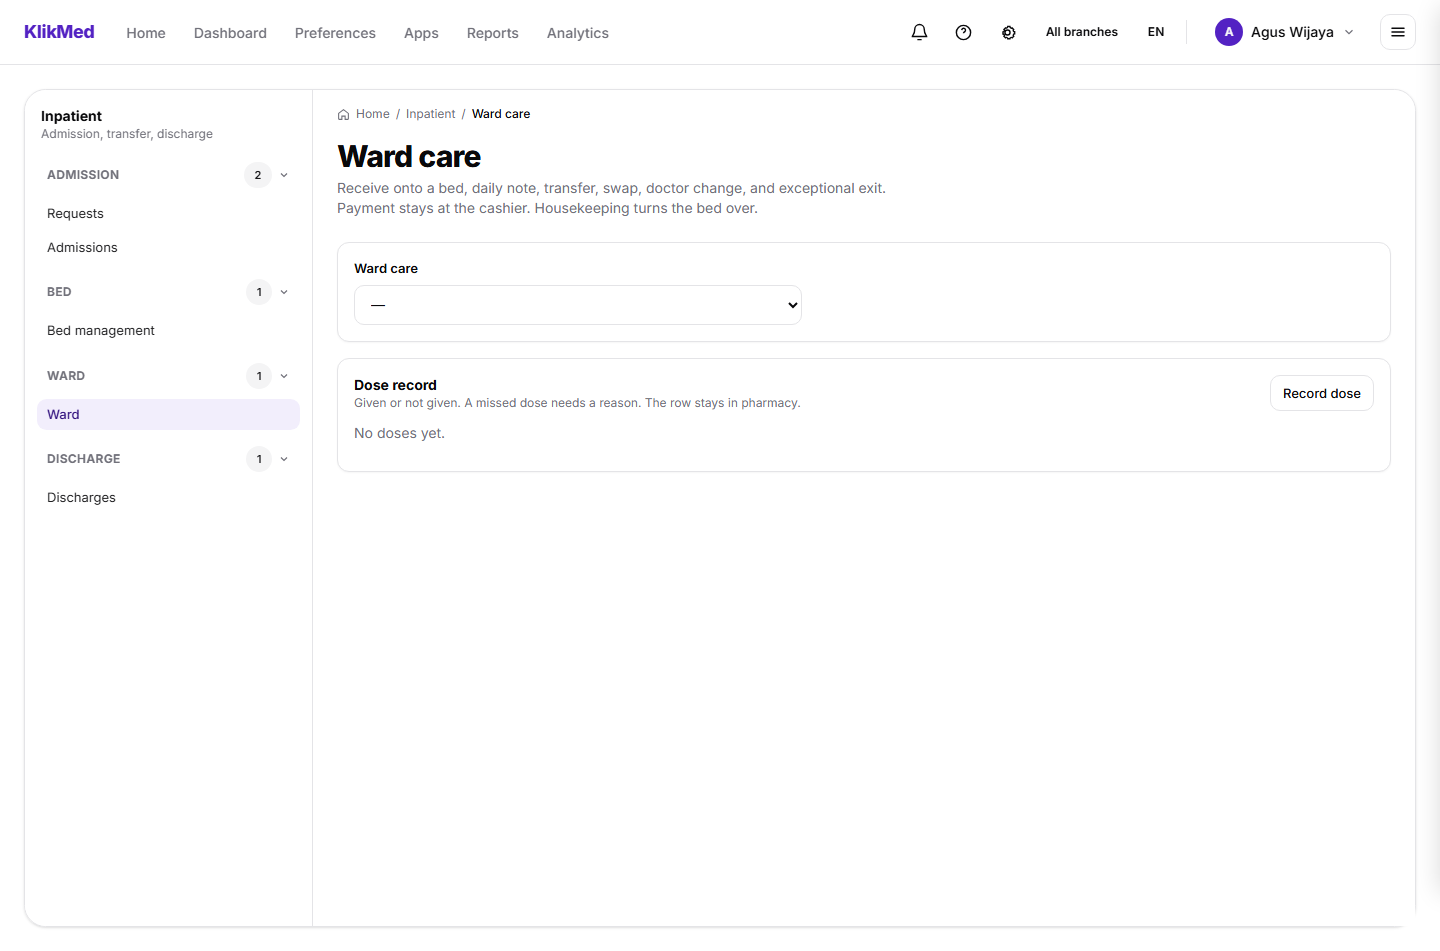 KlikMed
Home
Dashboard
Preferences
Apps
Reports
Analytics
All branches
EN
A
Agus Wijaya
Inpatient
Admission, transfer, discharge
ADMISSION
2
Requests
Admissions
BED
1
Bed management
WARD
1
Ward
DISCHARGE
1
Discharges
Home / Inpatient / Ward care
Ward care
Receive onto a bed, daily note, transfer, swap, doctor change, and exceptional exit.
Payment stays at the cashier. Housekeeping turns the bed over.
Ward care
—
Dose record
Given or not given. A missed dose needs a reason. The row stays in pharmacy.
Record dose
No doses yet.